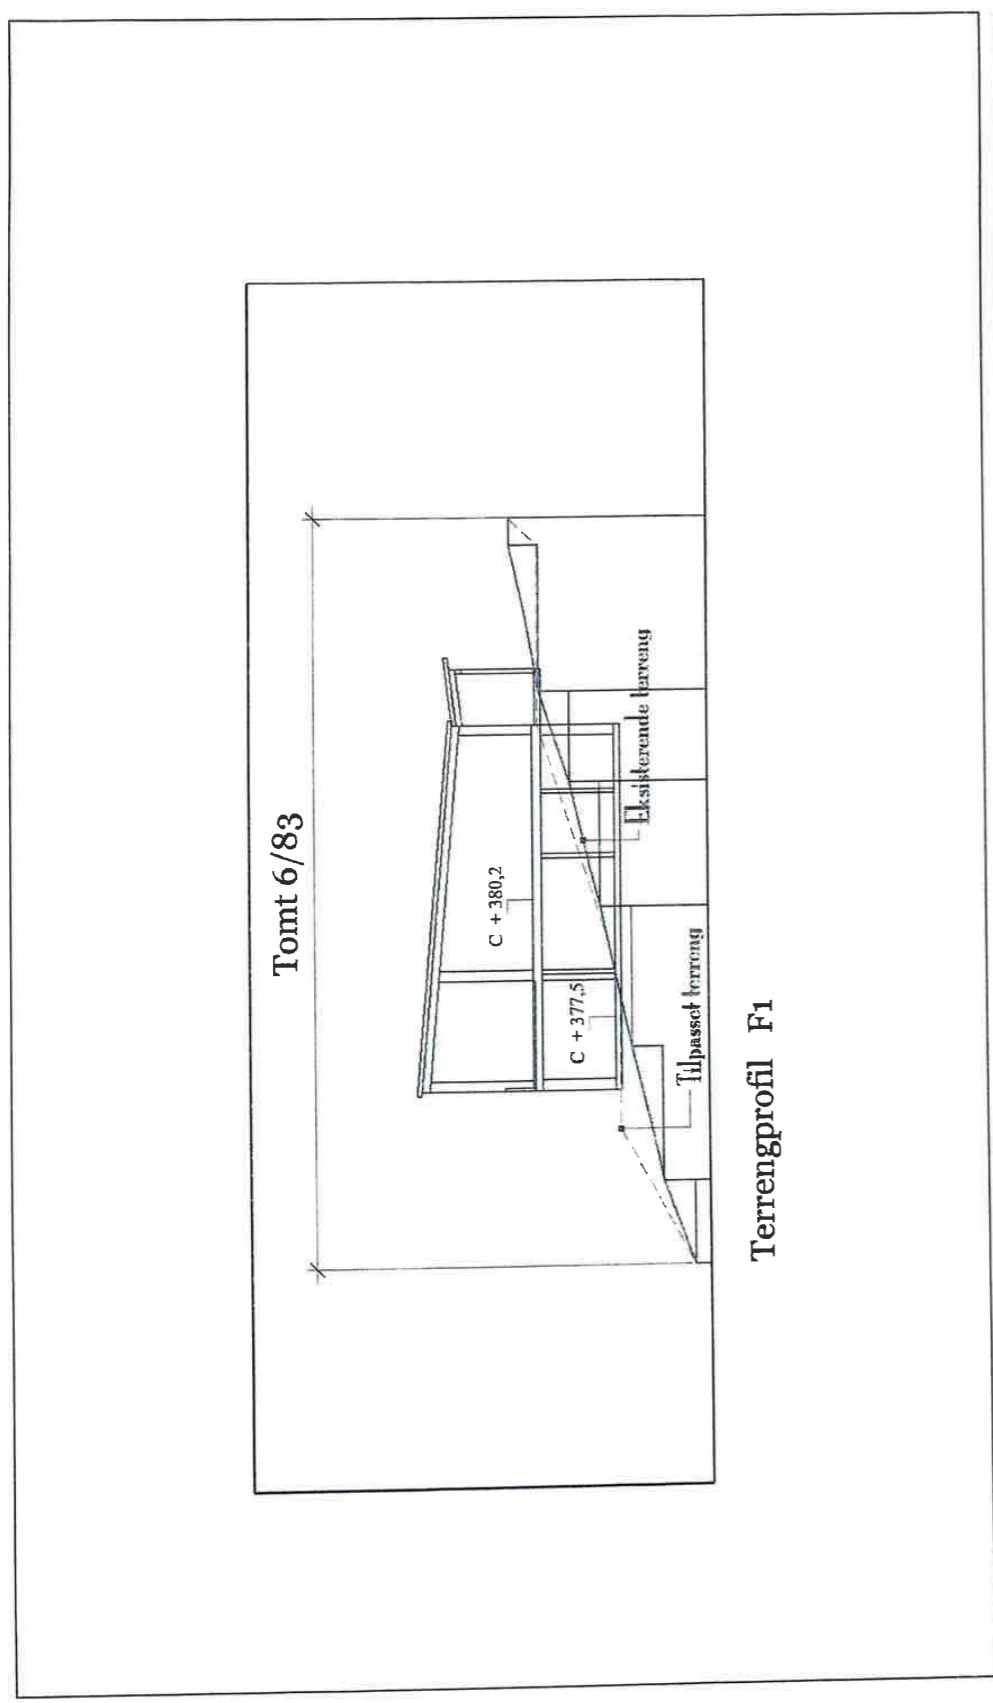 Tomt 6/83
C + 380,2
C + 377,5
Eksisterende terreng
Tilpasset terreng
Terrengprofil F1